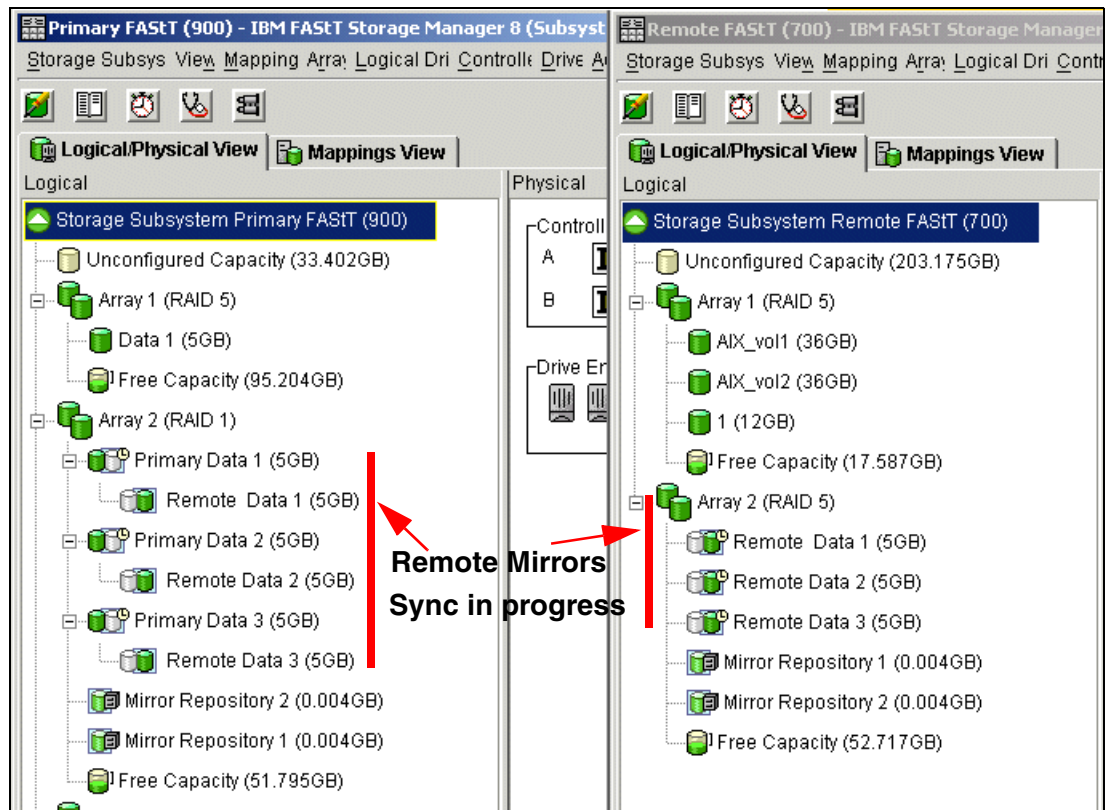 Primary FAStT (900) - IBM FAStT Storage Manager 8 (Subsyst
Storage Subsys View Mapping Array Logical Dri Controlle Drive A
Logical/Physical View Mappings View
Logical
Physical
Storage Subsystem Primary FAStT (900)
Unconfigured Capacity (33.402GB)
Array 1 (RAID 5)
Data 1 (5GB)
Free Capacity (95.204GB)
Array 2 (RAID 1)
Primary Data 1 (5GB)
Remote Data 1 (5GB)
Primary Data 2 (5GB)
Remote Data 2 (5GB)
Primary Data 3 (5GB)
Remote Data 3 (5GB)
Mirror Repository 2 (0.004GB)
Mirror Repository 1 (0.004GB)
Free Capacity (51.795GB)
Controll
A
B
Drive En
Remote Mirrors
Sync in progress
Remote FAStT (700) - IBM FAStT Storage Manager
Storage Subsys View Mapping Array Logical Dri Contr
Logical/Physical View Mappings View
Logical
Storage Subsystem Remote FAStT (700)
Unconfigured Capacity (203.175GB)
Array 1 (RAID 5)
AIX_vol1 (36GB)
AIX_vol2 (36GB)
1 (12GB)
Free Capacity (17.587GB)
Array 2 (RAID 5)
Remote Data 1 (5GB)
Remote Data 2 (5GB)
Remote Data 3 (5GB)
Mirror Repository 1 (0.004GB)
Mirror Repository 2 (0.004GB)
Free Capacity (52.717GB)